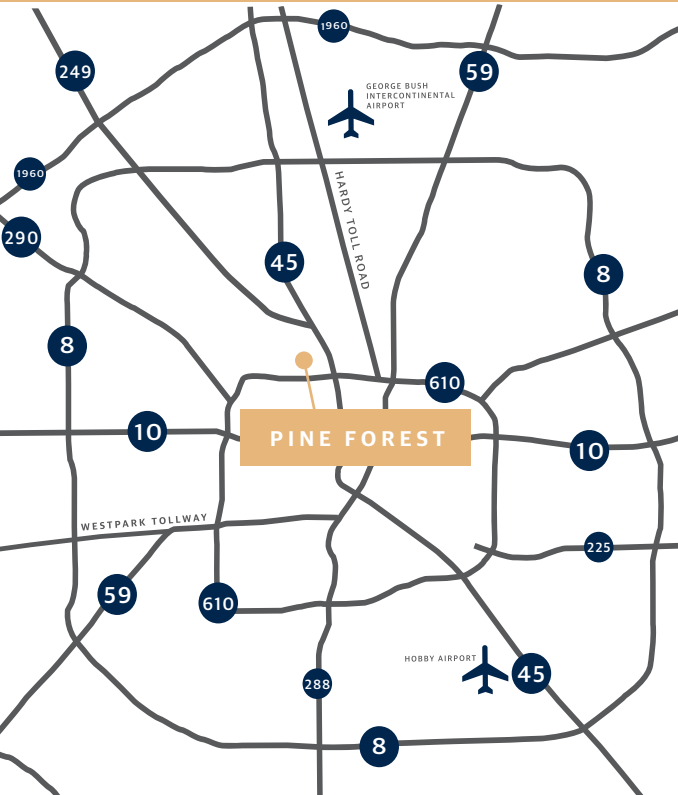 1960
249
59
GEORGE BUSH
INTERCONTINENTAL
AIRPORT
1960
HARDY TOLL ROAD
290
45
8
8
610
10
PINE FOREST
10
WESTPARK TOLLWAY
225
59
610
HOBBY AIRPORT
45
288
8